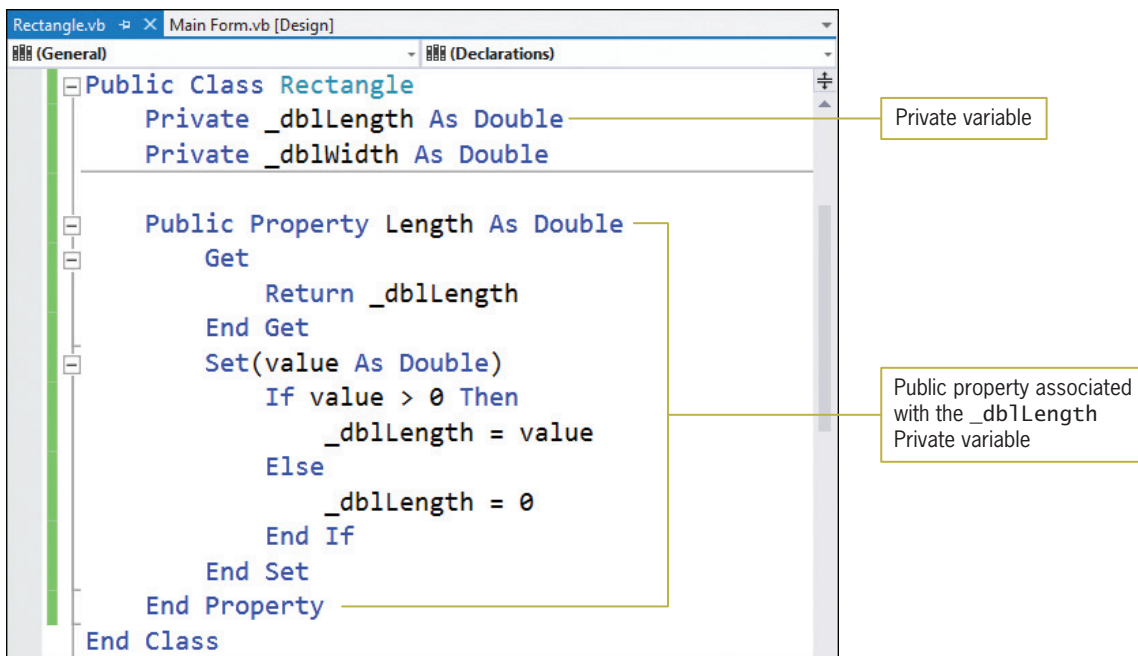 Rectangle.vb Main Form.vb [Design]
(General) (Declarations)
Public Class Rectangle
    Private _dblLength As Double
    Private _dblWidth As Double

    Public Property Length As Double
        Get
            Return _dblLength
        End Get
        Set(value As Double)
            If value > 0 Then
                _dblLength = value
            Else
                _dblLength = 0
            End If
        End Set
    End Property
End Class
Private variable
Public property associated
with the _dblLength
Private variable